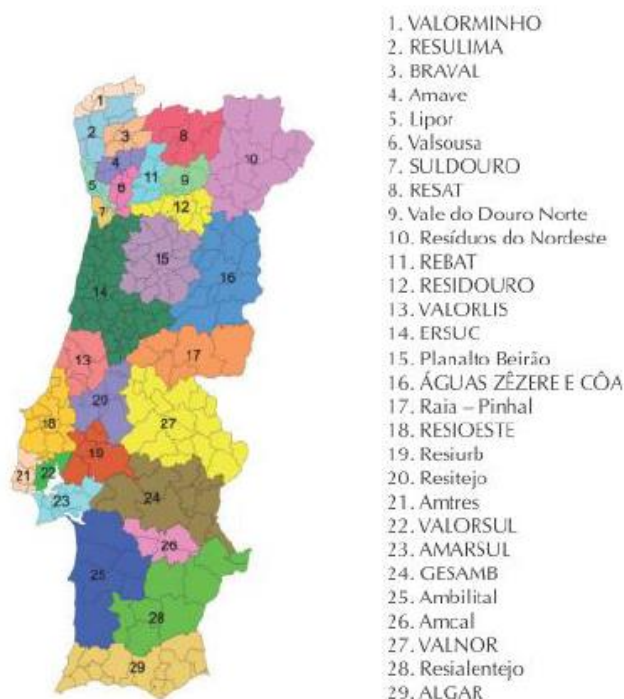 1. VALORMINHO
2. RESULIMA
3. BRAVAL
4. Amave
5. Lipor
6. Valsousa
7. SULDOURO
8. RESAT
9. Vale do Douro Norte
10. Resíduos do Nordeste
11. REBAT
12. RESIDOURO
13. VALORLIS
14. ERSUC
15. Planalto Beirão
16. ÁGUAS ZÊZERE E CÔA
17. Raia – Pinhal
18. RESIOESTE
19. Resiurb
20. Resitejo
21. Amtres
22. VALORSUL
23. AMARSUL
24. GESAMB
25. Ambilital
26. Amcal
27. VALNOR
28. Resialentejo
29. ALGAR
1
2
3
8
10
4
11
9
5
6
7
12
15
16
14
13
17
20
18
27
19
21
22
23
24
26
25
28
29